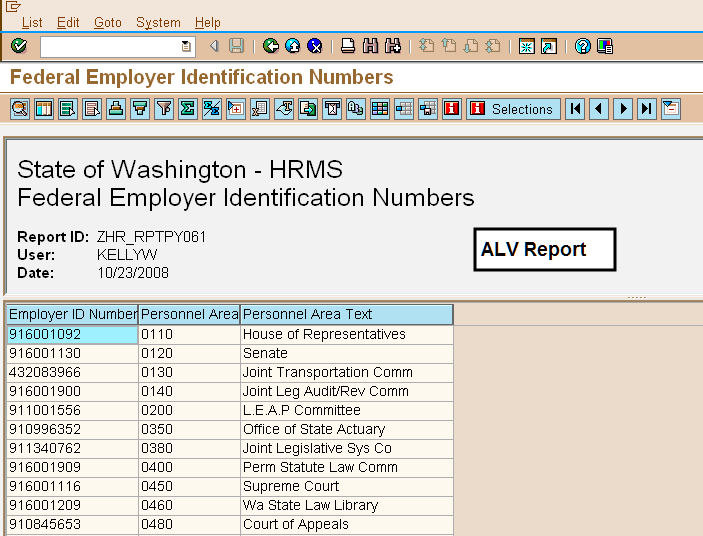 List Edit Goto System Help
Federal Employer Identification Numbers
Selections
State of Washington - HRMS
Federal Employer Identification Numbers
Report ID: ZHR_RPTPY061
User: KELLYW
Date: 10/23/2008
ALV Report
Employer ID Number Personnel Area Personnel Area Text
916001092 0110 House of Representatives
916001130 0120 Senate
432083966 0130 Joint Transportation Comm
916001900 0140 Joint Leg Audit/Rev Comm
911001556 0200 L.E.A.P Committee
910996352 0350 Office of State Actuary
911340762 0380 Joint Legislative Sys Co
916001909 0400 Perm Statute Law Comm
916001116 0450 Supreme Court
916001209 0460 Wa State Law Library
910845653 0480 Court of Appeals